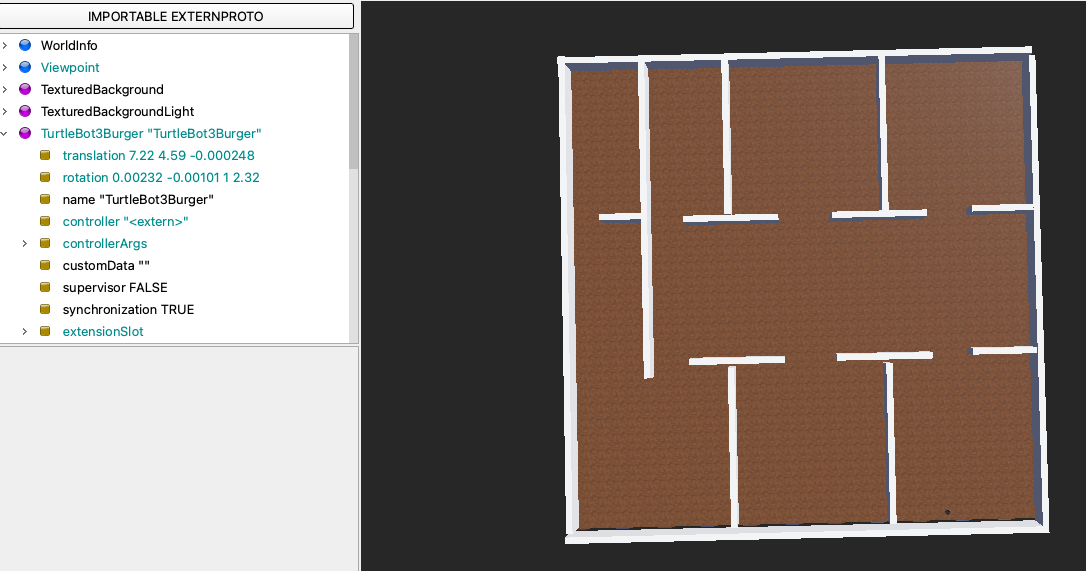 IMPORTABLE EXTERNPROTO
WorldInfo
Viewpoint
TexturedBackground
TexturedBackgroundLight
TurtleBot3Burger "TurtleBot3Burger"
translation 7.22 4.59 -0.000248
rotation 0.00232 -0.00101 1 2.32
name "TurtleBot3Burger"
controller "<extern>"
controllerArgs
customData ""
supervisor FALSE
synchronization TRUE
extensionSlot